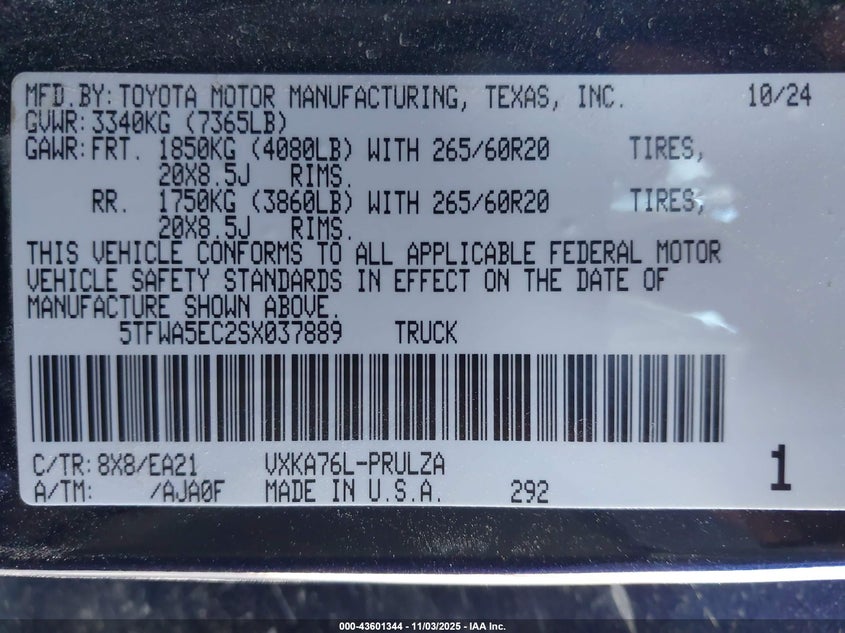 MFD.BY: TOYOTA MOTOR MANUFACTURING, TEXAS, INC. 10/24
GVWR: 3340KG (7365LB)
GAWR: FRT. 1850KG (4080LB) WITH 265/60R20 TIRES,
20X8.5J RIMS.
RR. 1750KG (3860LB) WITH 265/60R20 TIRES,
20X8.5J RIMS.
THIS VEHICLE CONFORMS TO ALL APPLICABLE FEDERAL MOTOR
VEHICLE SAFETY STANDARDS IN EFFECT ON THE DATE OF
MANUFACTURE SHOWN ABOVE.
5TFWA5EC2SX037889 TRUCK
C/TR: 8X8/EA21 VXKA76L-PRULZA
A/TM: /AJA0F MADE IN U.S.A. 292
1
000-43601344 - 11/03/2025 - IAA Inc.